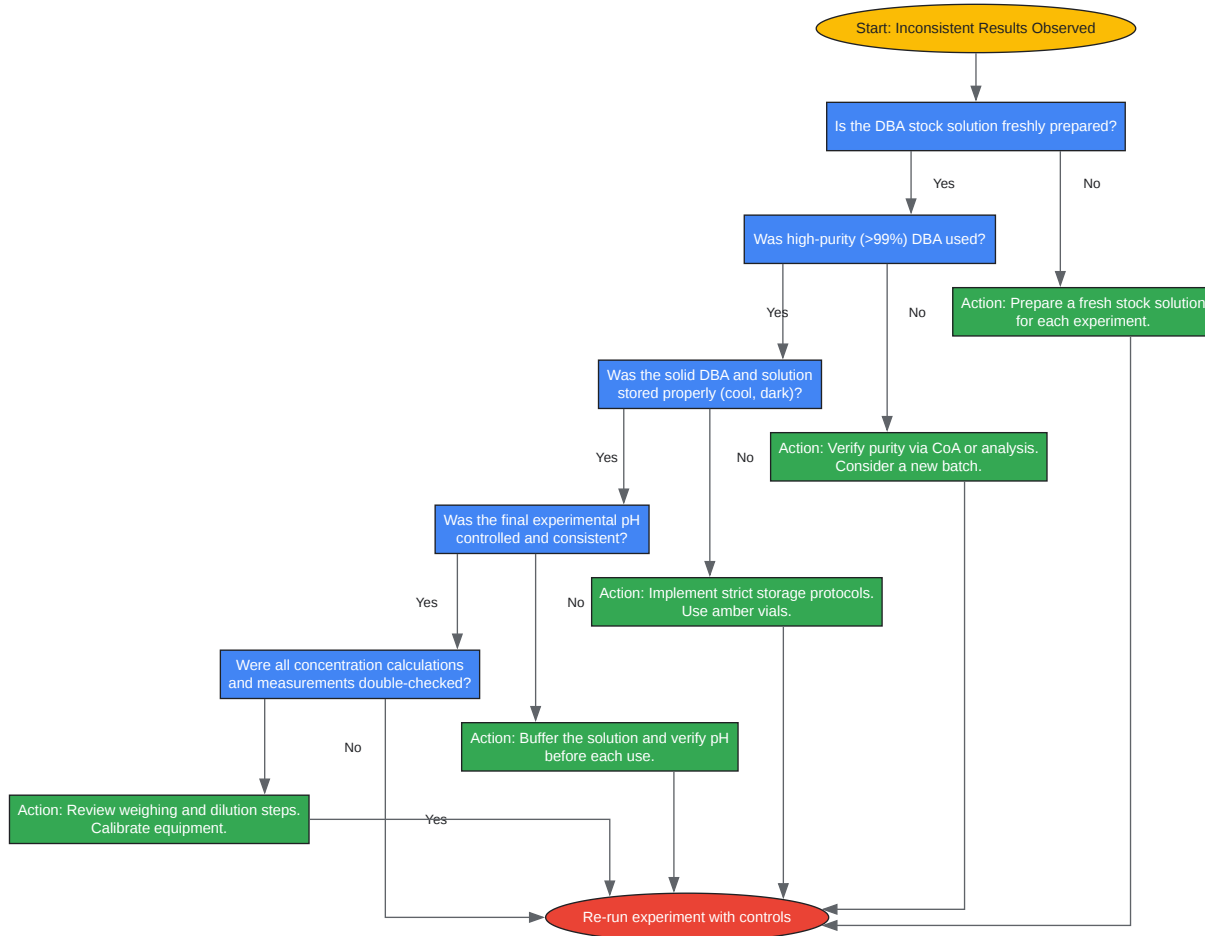 Start: Inconsistent Results Observed
Is the DBA stock solution freshly prepared?
Yes
No
Was high-purity (>99%) DBA used?
Action: Prepare a fresh stock solution
for each experiment.
Yes
No
Was the solid DBA and solution
stored properly (cool, dark)?
Action: Verify purity via CoA or analysis.
Consider a new batch.
Yes
No
Was the final experimental pH
controlled and consistent?
Action: Implement strict storage protocols.
Use amber vials.
Yes
No
Were all concentration calculations
and measurements double-checked?
Action: Buffer the solution and verify pH
before each use.
No
Action: Review weighing and dilution steps.
Calibrate equipment.
Yes
Re-run experiment with controls